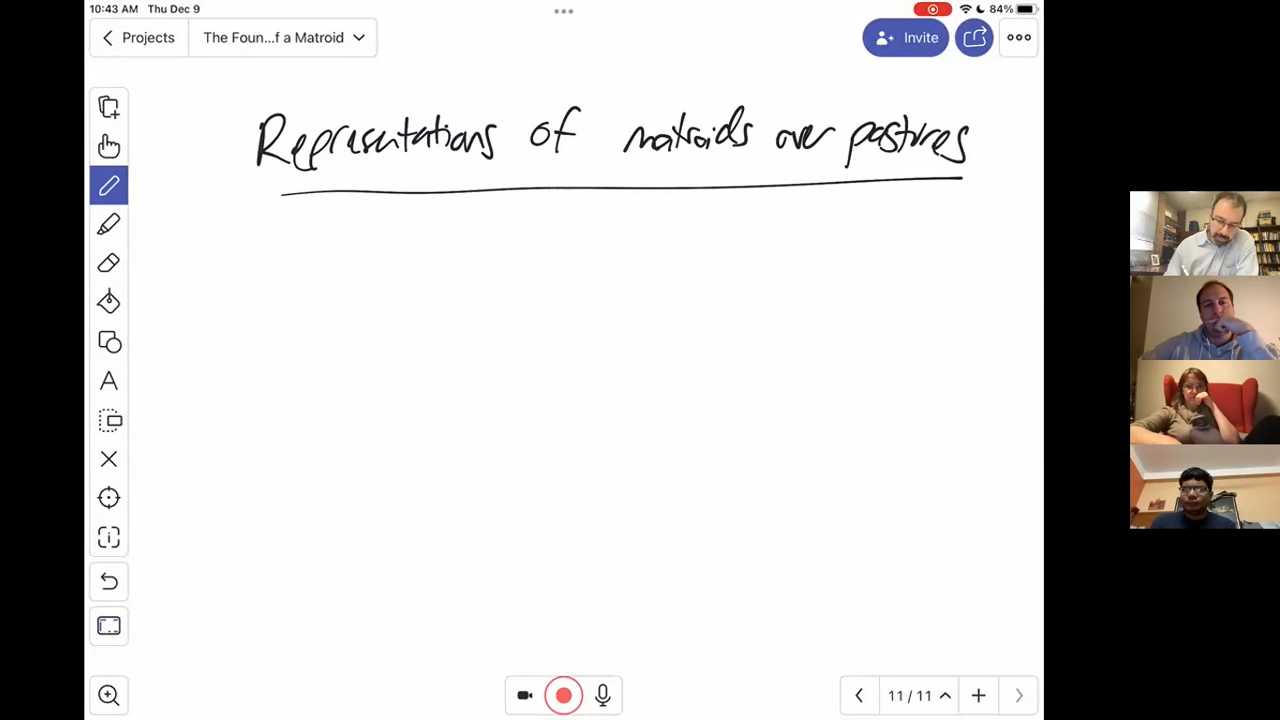 10:43 AM Thu Dec 9
84%
Projects
The Foun...f a Matroid
Invite
Representations of matroids over pastures
A
11 / 11